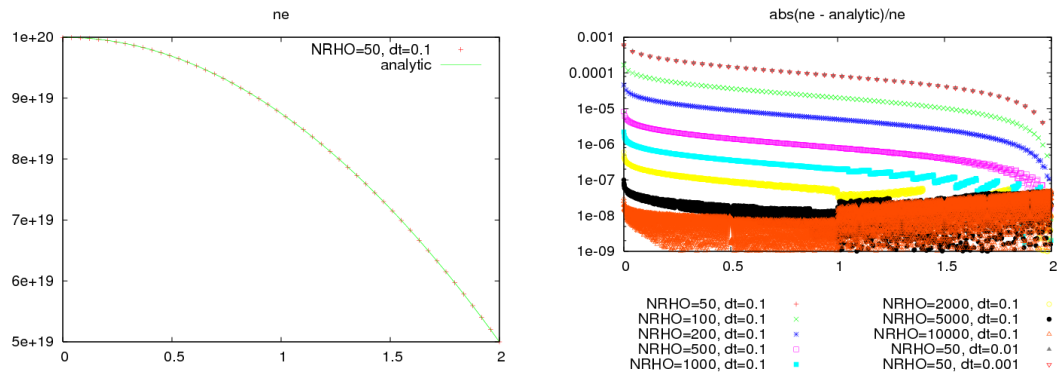 ne
1e+20
9e+19
8e+19
7e+19
6e+19
5e+19
0
0.5
1
1.5
2
NRHO=50, dt=0.1
analytic
abs(ne - analytic)/ne
0.001
0.0001
1e-05
1e-06
1e-07
1e-08
1e-09
0
0.5
1
1.5
2
NRHO=50, dt=0.1
NRHO=100, dt=0.1
NRHO=200, dt=0.1
NRHO=500, dt=0.1
NRHO=1000, dt=0.1
NRHO=2000, dt=0.1
NRHO=5000, dt=0.1
NRHO=10000, dt=0.1
NRHO=50, dt=0.01
NRHO=50, dt=0.001